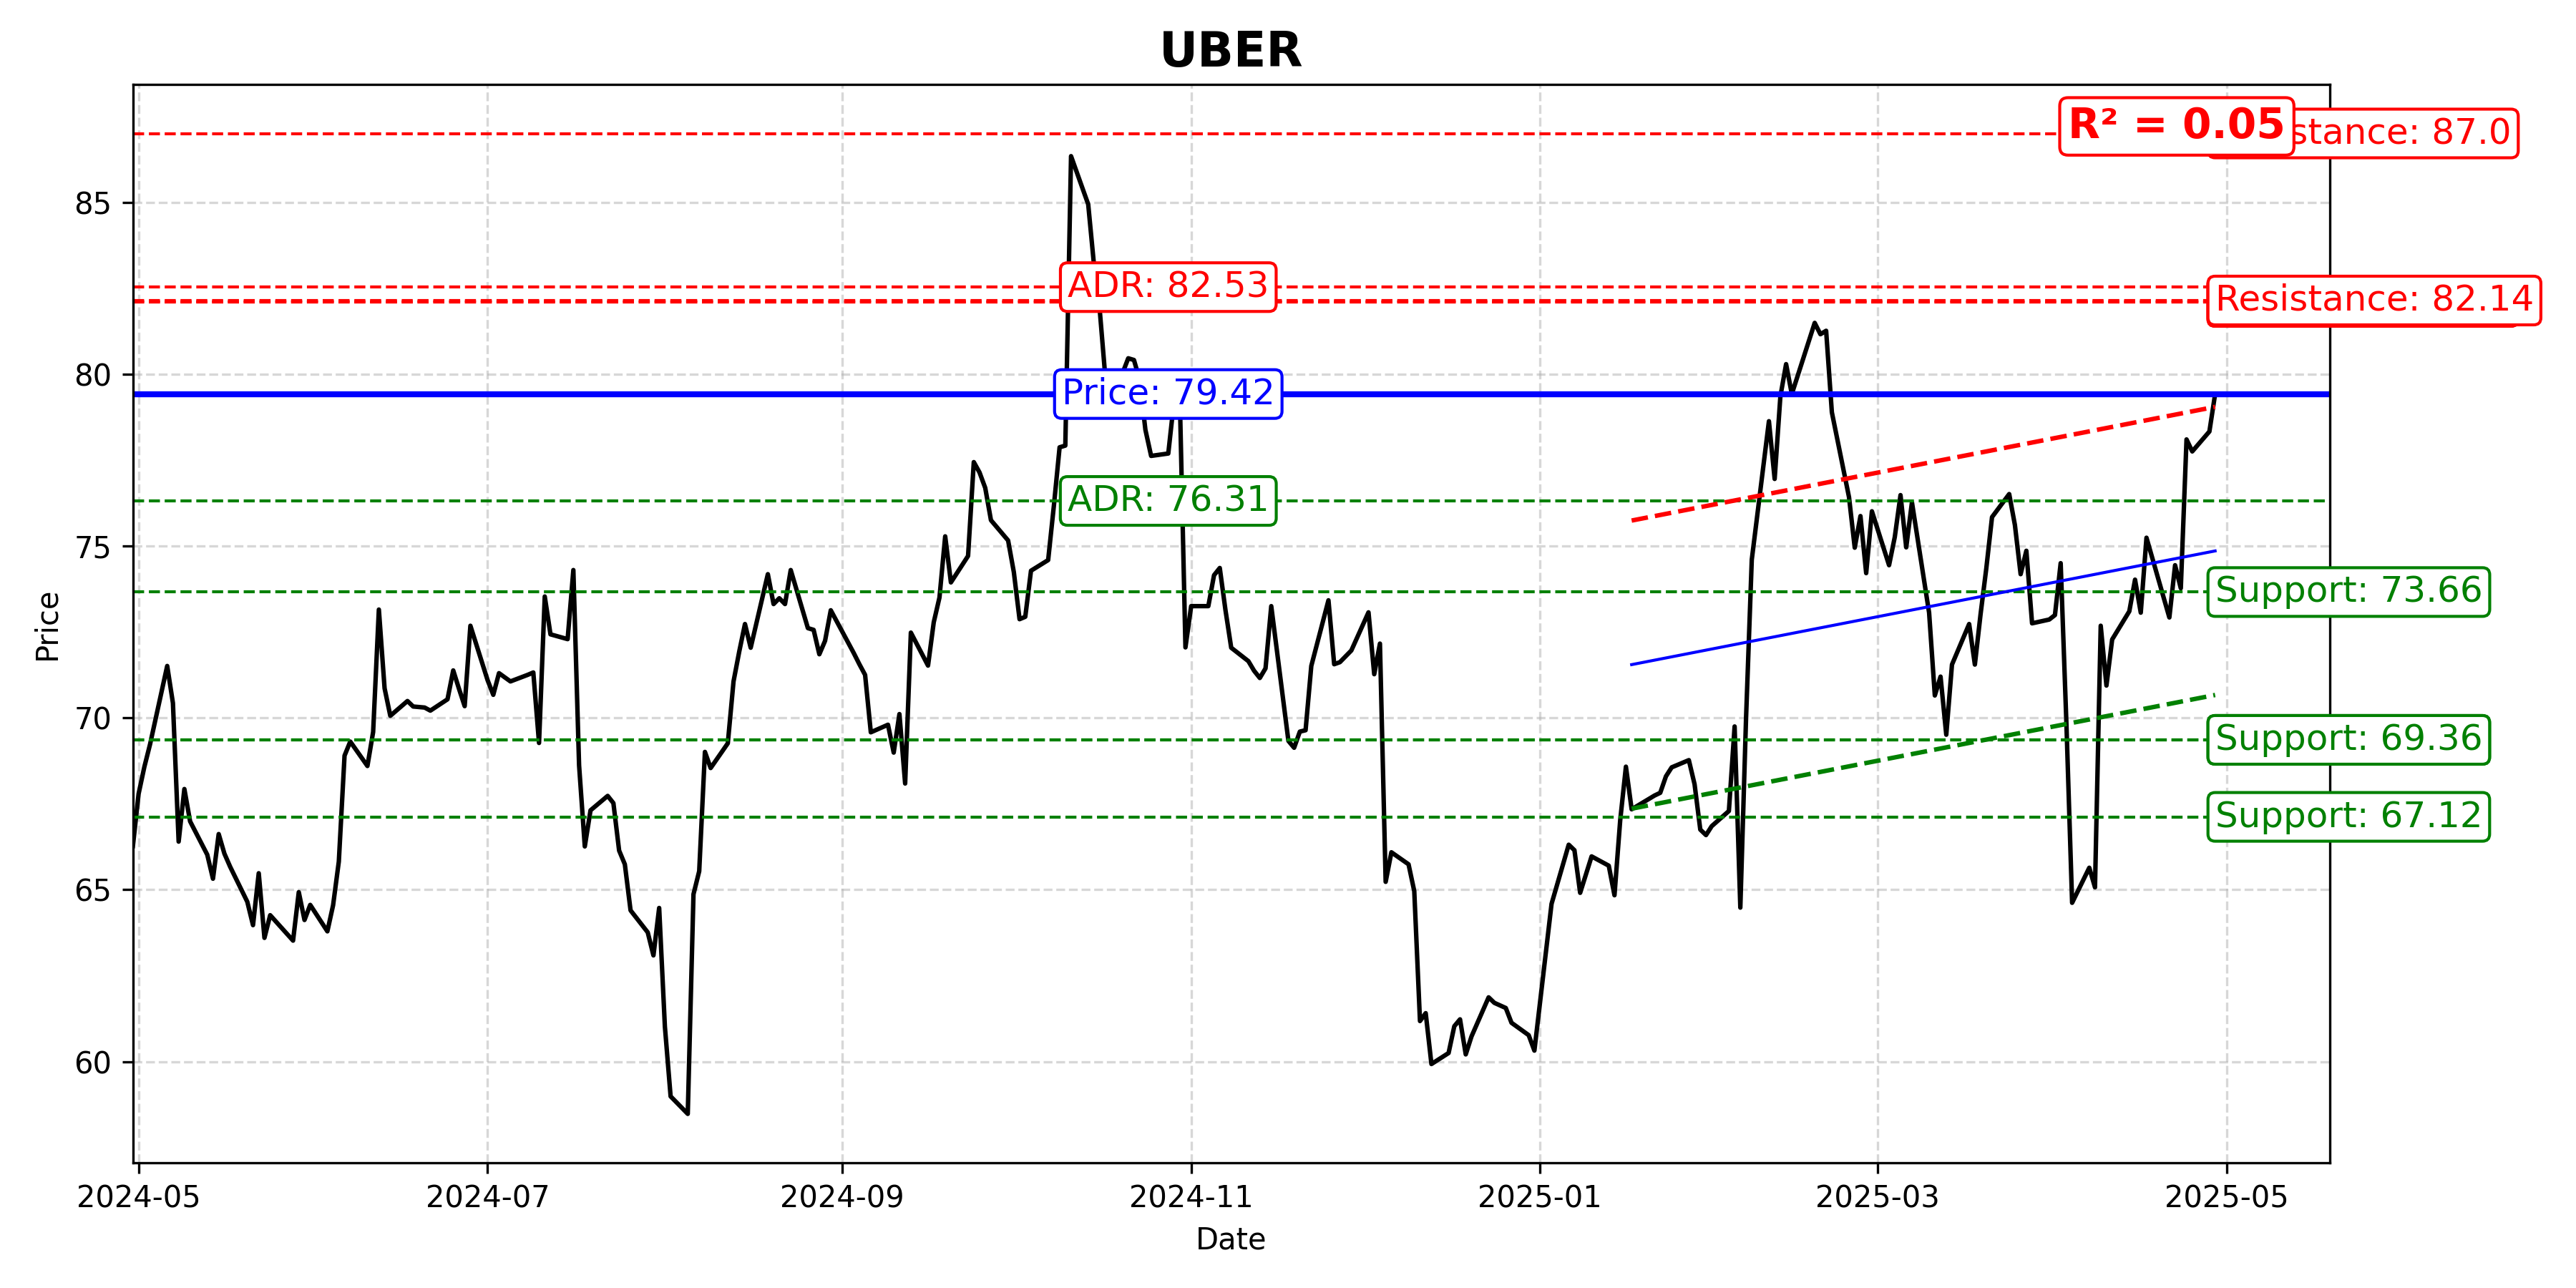 UBER
R² = 0.05
stance: 87.0
85
ADR: 82.53
Resistance: 82.14
80
Price: 79.42
ADR: 76.31
75
Support: 73.66
Price
70
Support: 69.36
Support: 67.12
65
60
2024-05 2024-07 2024-09 2024-11 2025-01 2025-03 2025-05
Date